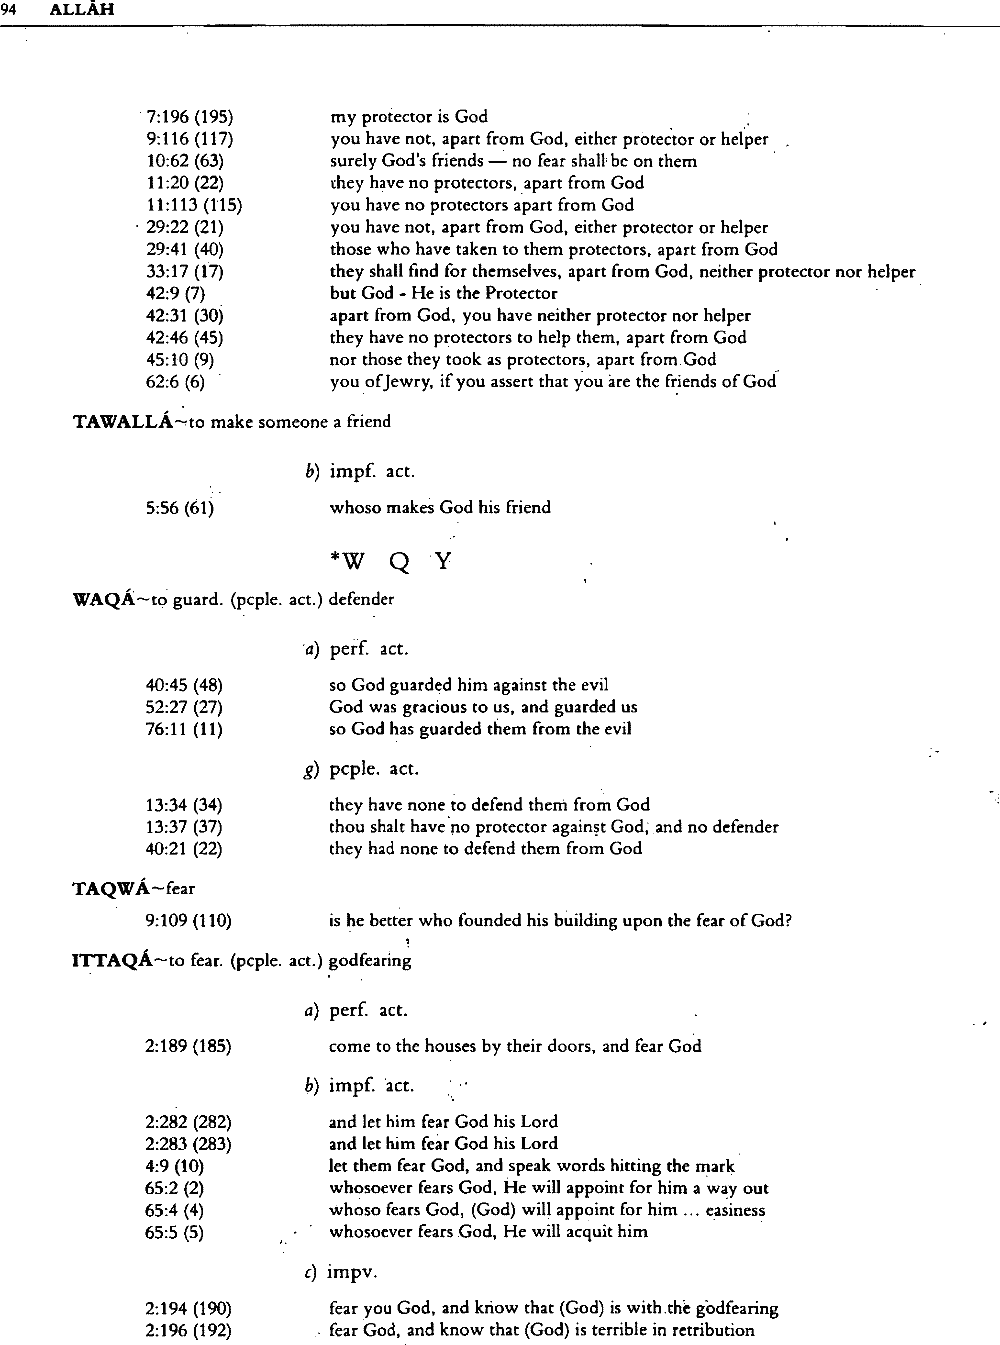 94 ALLÁH
7:196 (195) my protector is God
9:116 (117) you have not, apart from God, either protector or helper
10:62 (63) surely God's friends — no fear shall be on them
11:20 (22) they have no protectors, apart from God
11:113 (115) you have no protectors apart from God
29:22 (21) you have not, apart from God, either protector or helper
29:41 (40) those who have taken to them protectors, apart from God
33:17 (17) they shall find for themselves, apart from God, neither protector nor helper
42:9 (7) but God - He is the Protector
42:31 (30) apart from God, you have neither protector nor helper
42:46 (45) they have no protectors to help them, apart from God
45:10 (9) nor those they took as protectors, apart from God
62:6 (6) you of Jewry, if you assert that you are the friends of God
TAWALLÁ~to make someone a friend
b) impf. act.
5:56 (61) whoso makes God his friend
*W Q Y
WAQÁ~to guard. (pcple. act.) defender
a) perf. act.
40:45 (48) so God guarded him against the evil
52:27 (27) God was gracious to us, and guarded us
76:11 (11) so God has guarded them from the evil
g) pcple. act.
13:34 (34) they have none to defend them from God
13:37 (37) thou shalt have no protector against God, and no defender
40:21 (22) they had none to defend them from God
TAQWÁ~fear
9:109 (110) is he better who founded his building upon the fear of God?
ITTAQÁ~to fear. (pcple. act.) godfearing
a) perf. act.
2:189 (185) come to the houses by their doors, and fear God
b) impf. act.
2:282 (282) and let him fear God his Lord
2:283 (283) and let him fear God his Lord
4:9 (10) let them fear God, and speak words hitting the mark
65:2 (2) whosoever fears God, He will appoint for him a way out
65:4 (4) whoso fears God, (God) will appoint for him ... easiness
65:5 (5) whosoever fears God, He will acquit him
c) impv.
2:194 (190) fear you God, and know that (God) is with the godfearing
2:196 (192) fear God, and know that (God) is terrible in retribution